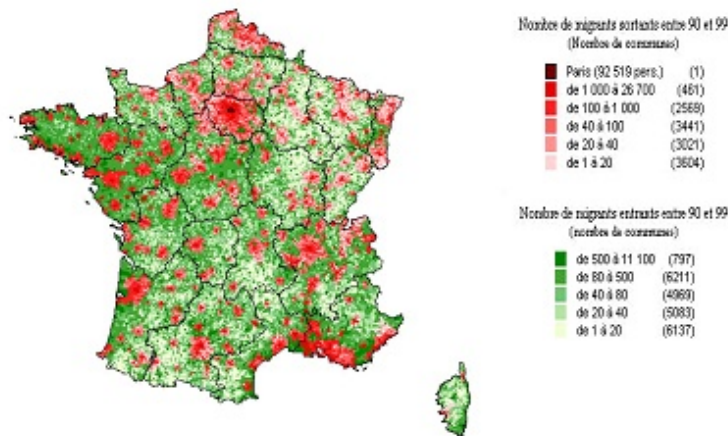 Nombre de migrants sortants entre 90 et 99
(Nombre de communes)
Paris (92 519 pers.) (1)
de 1 000 à 26 700 (461)
de 100 à 1 000 (2569)
de 40 à 100 (3441)
de 20 à 40 (3021)
de 1 à 20 (3604)
Nombre de migrants entrants entre 90 et 99
(nombre de communes)
de 500 à 11 100 (797)
de 80 à 500 (6211)
de 40 à 80 (4969)
de 20 à 40 (5083)
de 1 à 20 (6137)